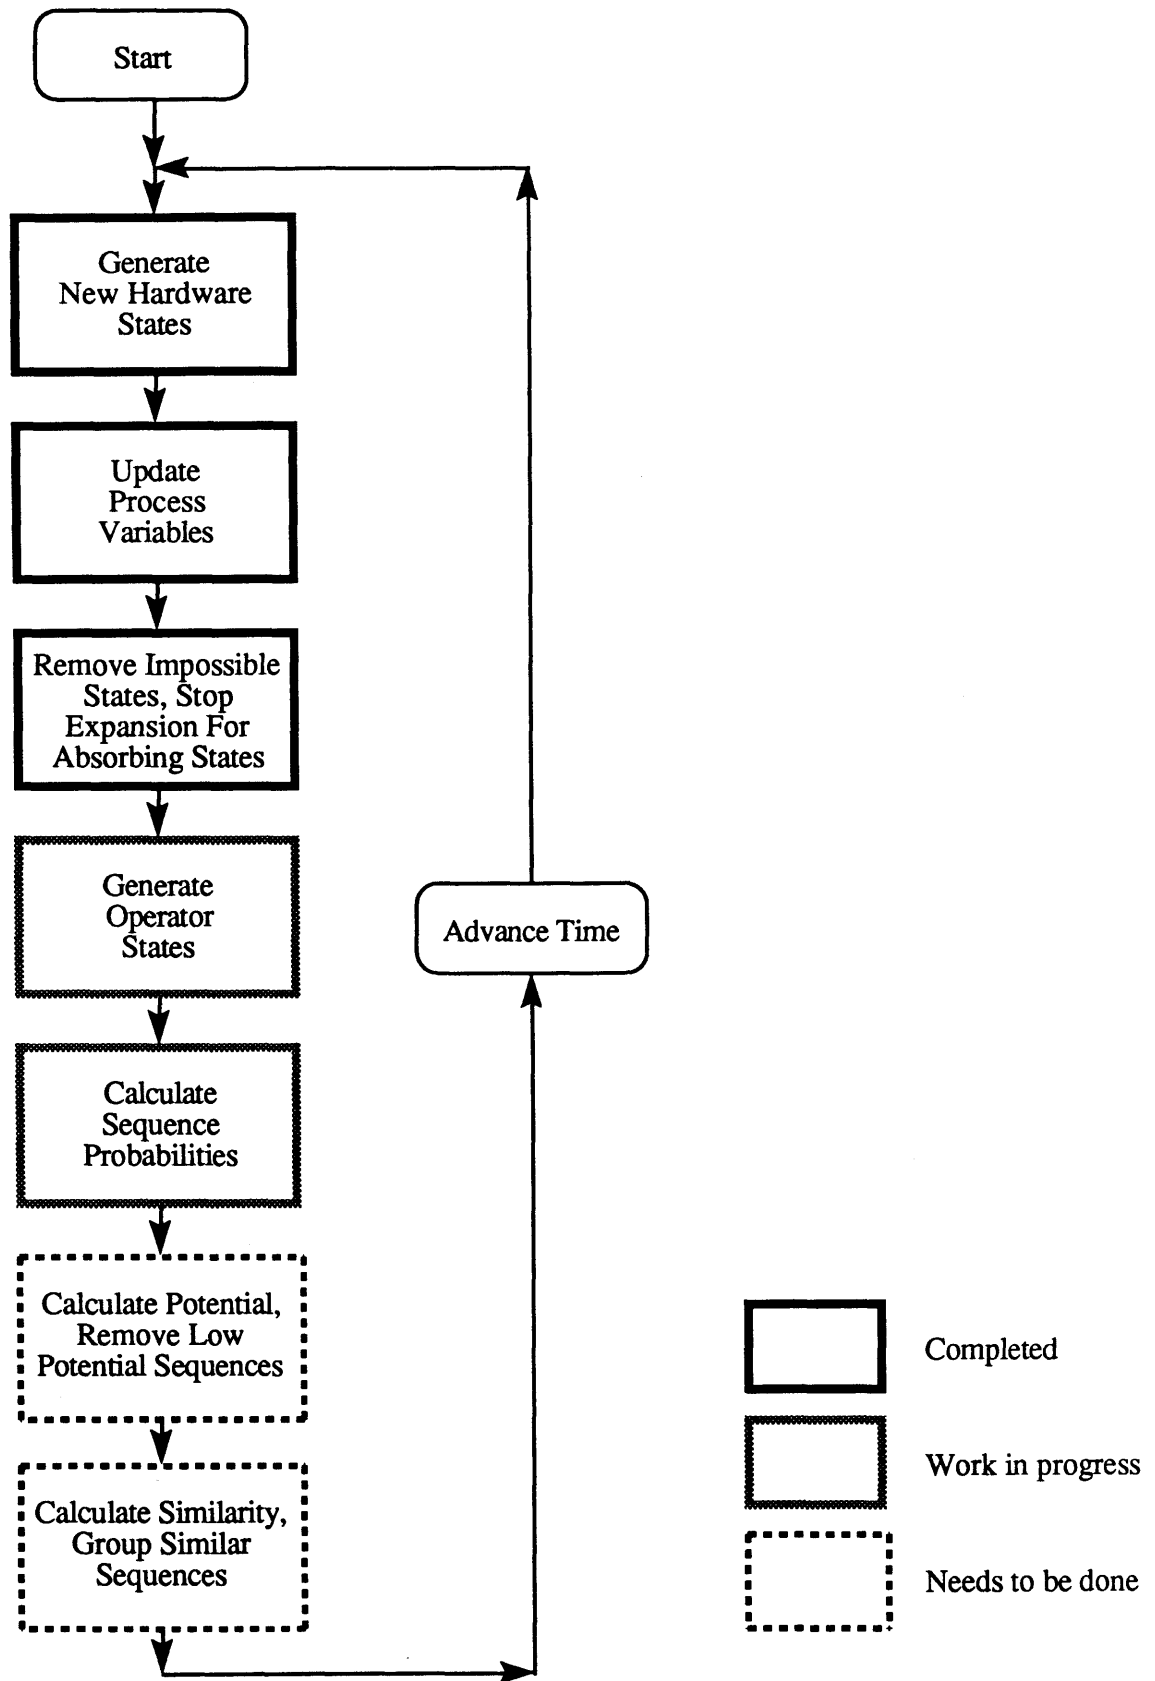 Start
Generate
New Hardware
States
Update
Process
Variables
Remove Impossible
States, Stop
Expansion For
Absorbing States
Generate
Operator
States
Advance Time
Calculate
Sequence
Probabilities
Calculate Potential,
Remove Low
Potential Sequences
Calculate Similarity,
Group Similar
Sequences
Completed
Work in progress
Needs to be done